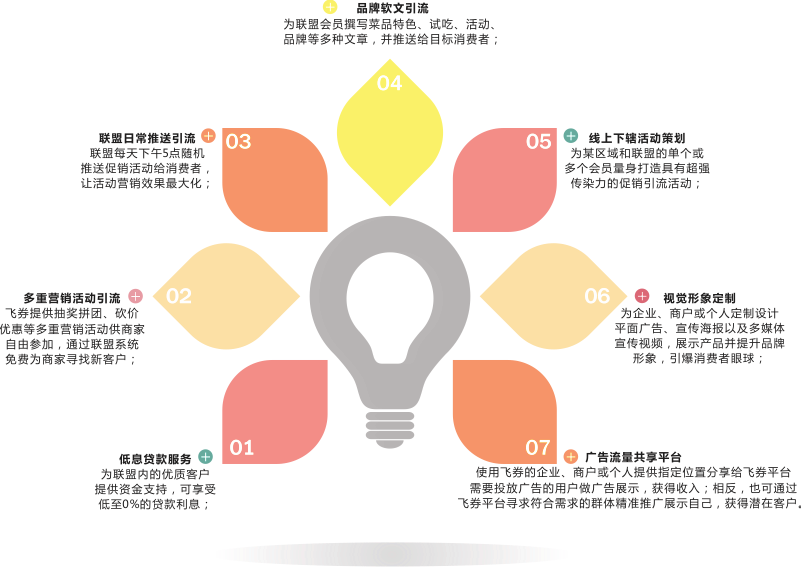 品牌软文引流
为联盟会员撰写菜品特色、试吃、活动、
品牌等多种文章，并推送给目标消费者；
04
联盟日常推送引流
03
联盟每天下午5点随机
推送促销活动给消费者，
让活动营销效果最大化；
05
线上下辖活动策划
为某区域和联盟的单个或
多个会员量身打造具有超强
传染力的促销引流活动；
多重营销活动引流
02
飞券提供抽奖拼团、砍价
优惠等多重营销活动供商家
自由参加，通过联盟系统
免费为商家寻找新客户；
06
视觉形象定制
为企业、商户或个人定制设计
平面广告、宣传海报以及多媒体
宣传视频，展示产品并提升品牌
形象，引爆消费者眼球；
低息贷款服务
01
为联盟内的优质客户
提供资金支持，可享受
低至0%的贷款利息；
07
广告流量共享平台
使用飞券的企业、商户或个人提供指定位置分享给飞券平台
需要投放广告的用户做广告展示，获得收入；相反，也可通过
飞券平台寻求符合需求的群体精准推广展示自己，获得潜在客户。